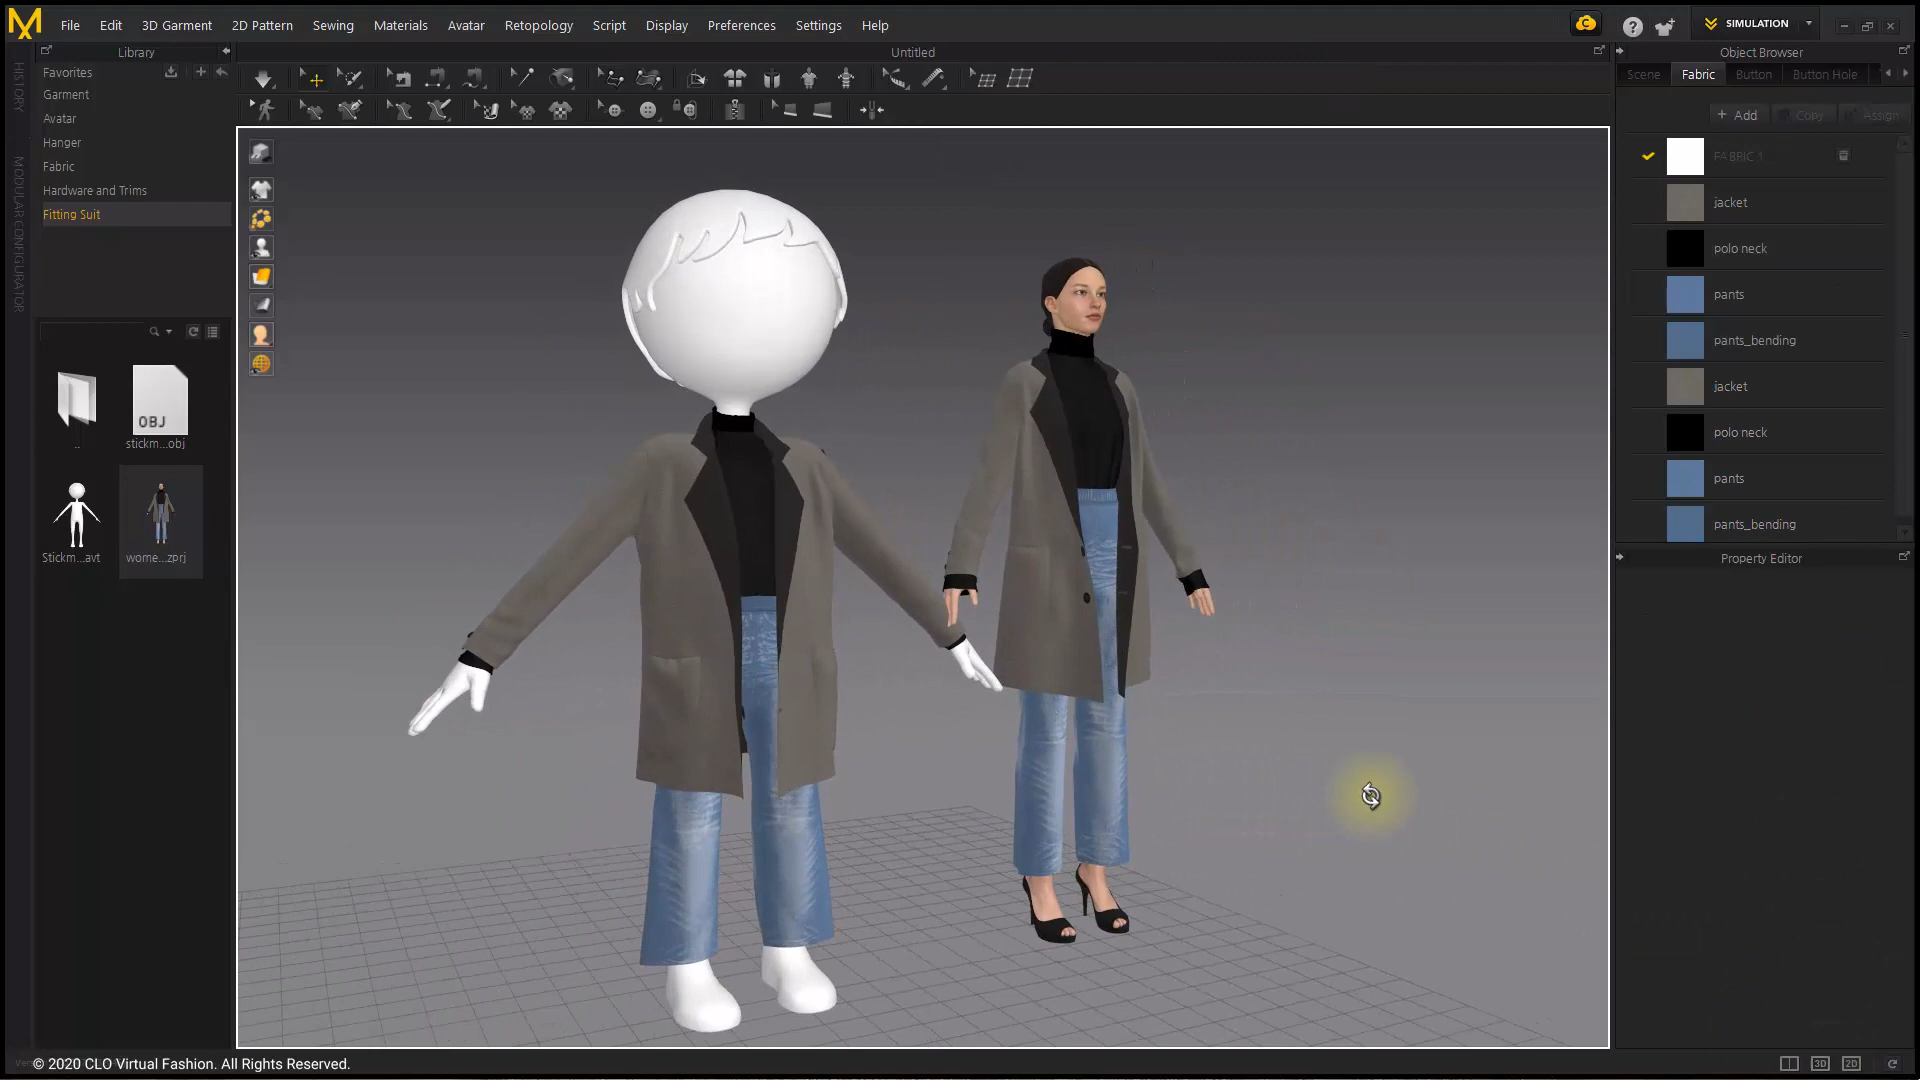 File Edit 3D Garment 2D Pattern Sewing Materials Avatar Retopology Script Display Preferences Settings Help
SIMULATION
Library
Untitled
Object Browser
HISTORY
MODULAR CONFIGURATOR
Favorites
Garment
Avatar
Hanger
Fabric
Hardware and Trims
Fitting Suit
OBJ
..
stickm...obj
Stickm...avt
wome...zprj
Scene Fabric Button Button Hole
+ Add Copy Assign
FABRIC 1
jacket
polo neck
pants
pants_bending
jacket
polo neck
pants
pants_bending
Property Editor
© 2020 CLO Virtual Fashion. All Rights Reserved.
3D 2D